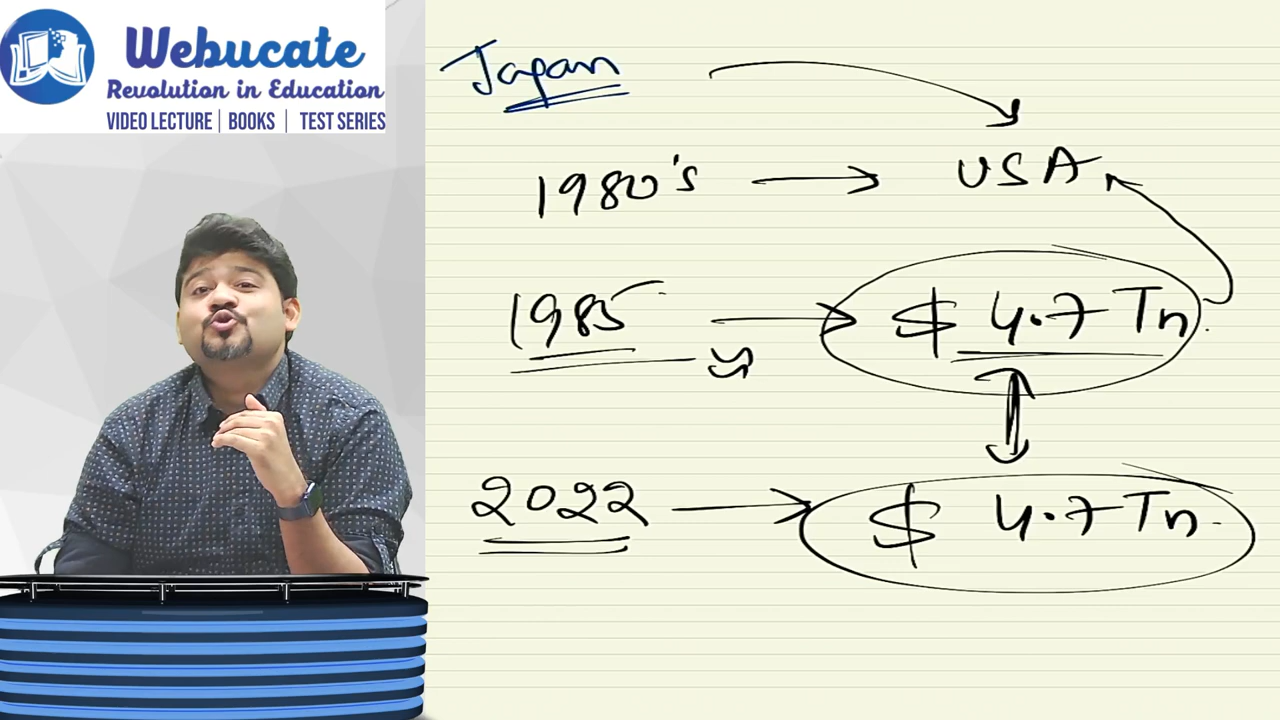 Webucate
Revolution in Education
VIDEO LECTURE | BOOKS | TEST SERIES
Japan
1980's → USA
1985 → $ 4.7 Tn.
2022 → $ 4.7 Tn.